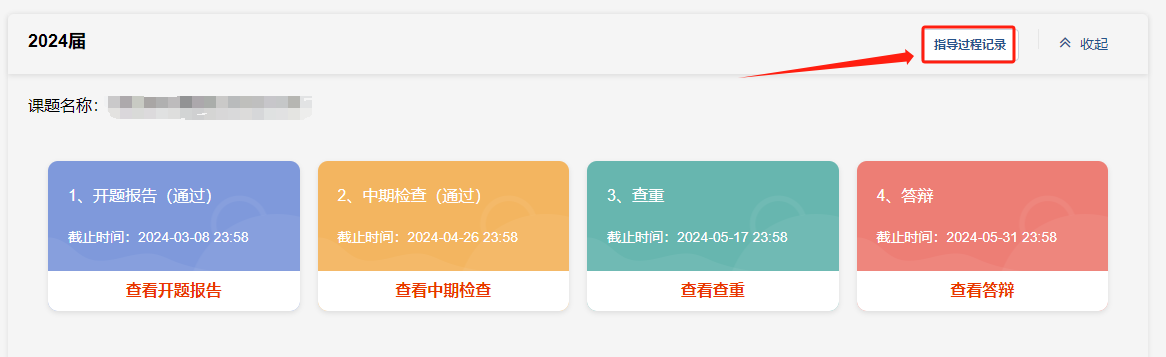 2024届
指导过程记录
收起
课题名称：
1、开题报告（通过）
截止时间：2024-03-08 23:58
查看开题报告
2、中期检查（通过）
截止时间：2024-04-26 23:58
查看中期检查
3、查重
截止时间：2024-05-17 23:58
查看查重
4、答辩
截止时间：2024-05-31 23:58
查看答辩